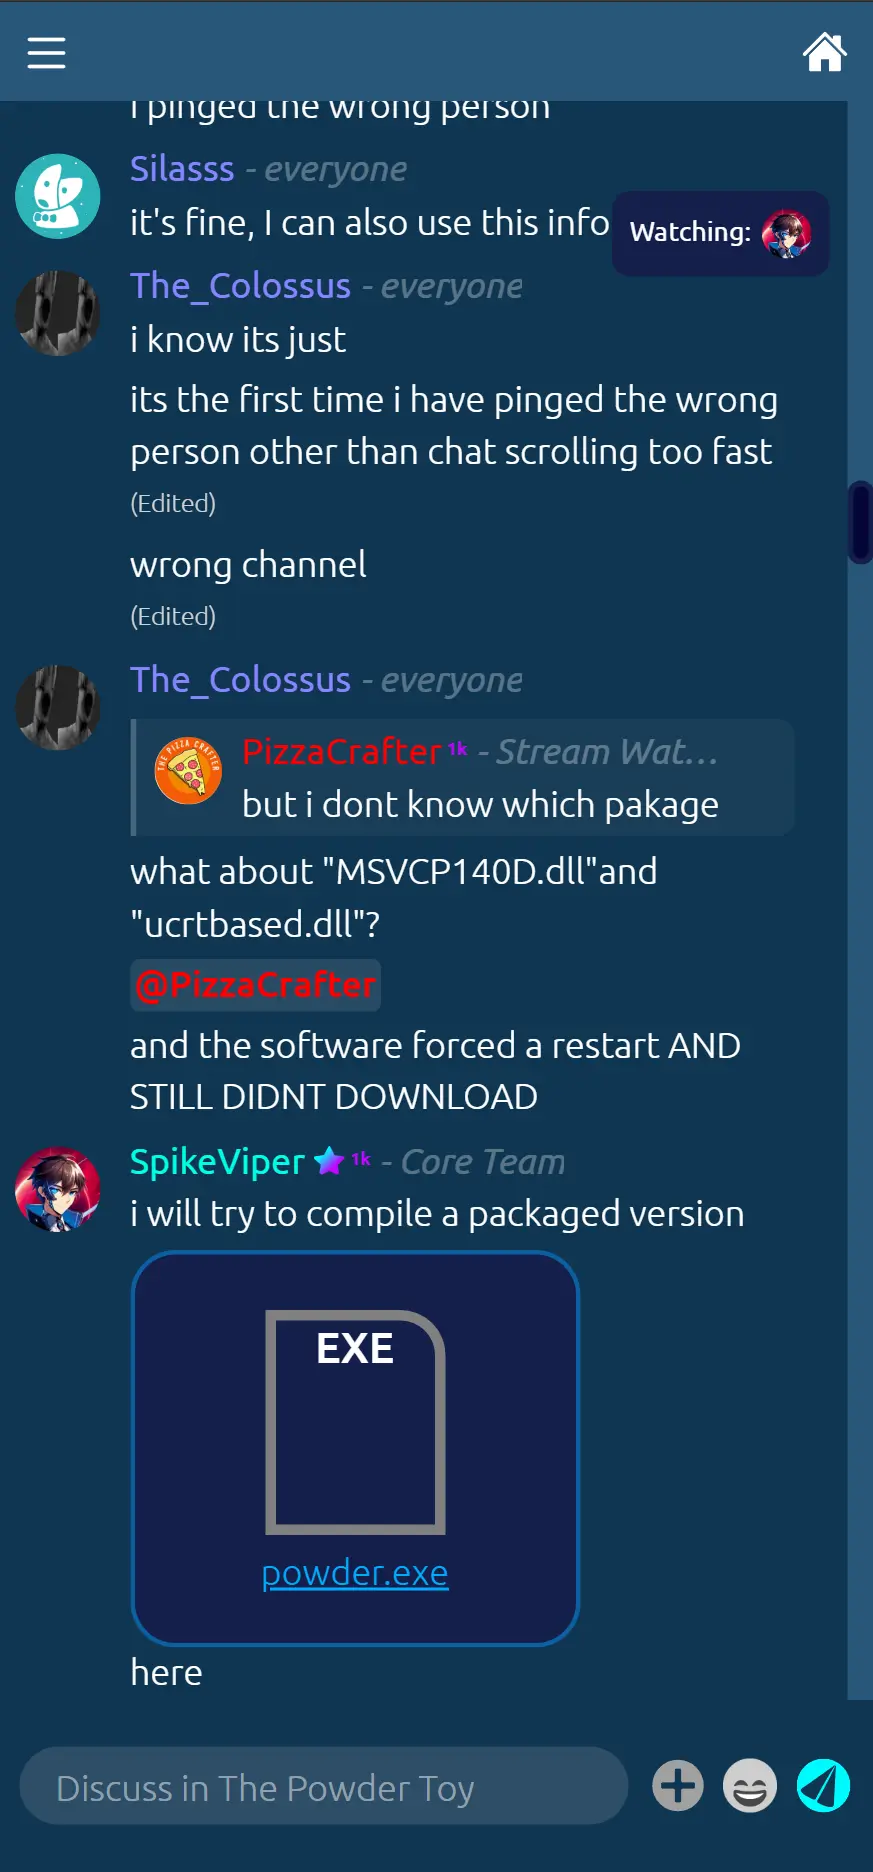 i pinged the wrong person
Silasss - everyone
it's fine, I can also use this info
Watching:
The_Colossus - everyone
i know its just
its the first time i have pinged the wrong
person other than chat scrolling too fast
(Edited)
wrong channel
(Edited)
The_Colossus - everyone
THE PIZZA CRAFTER
PizzaCrafter 1k - Stream Wat...
but i dont know which pakage
what about "MSVCP140D.dll"and
"ucrtbased.dll"?
@PizzaCrafter
and the software forced a restart AND
STILL DIDNT DOWNLOAD
SpikeViper 1k - Core Team
i will try to compile a packaged version
EXE
powder.exe
here
Discuss in The Powder Toy